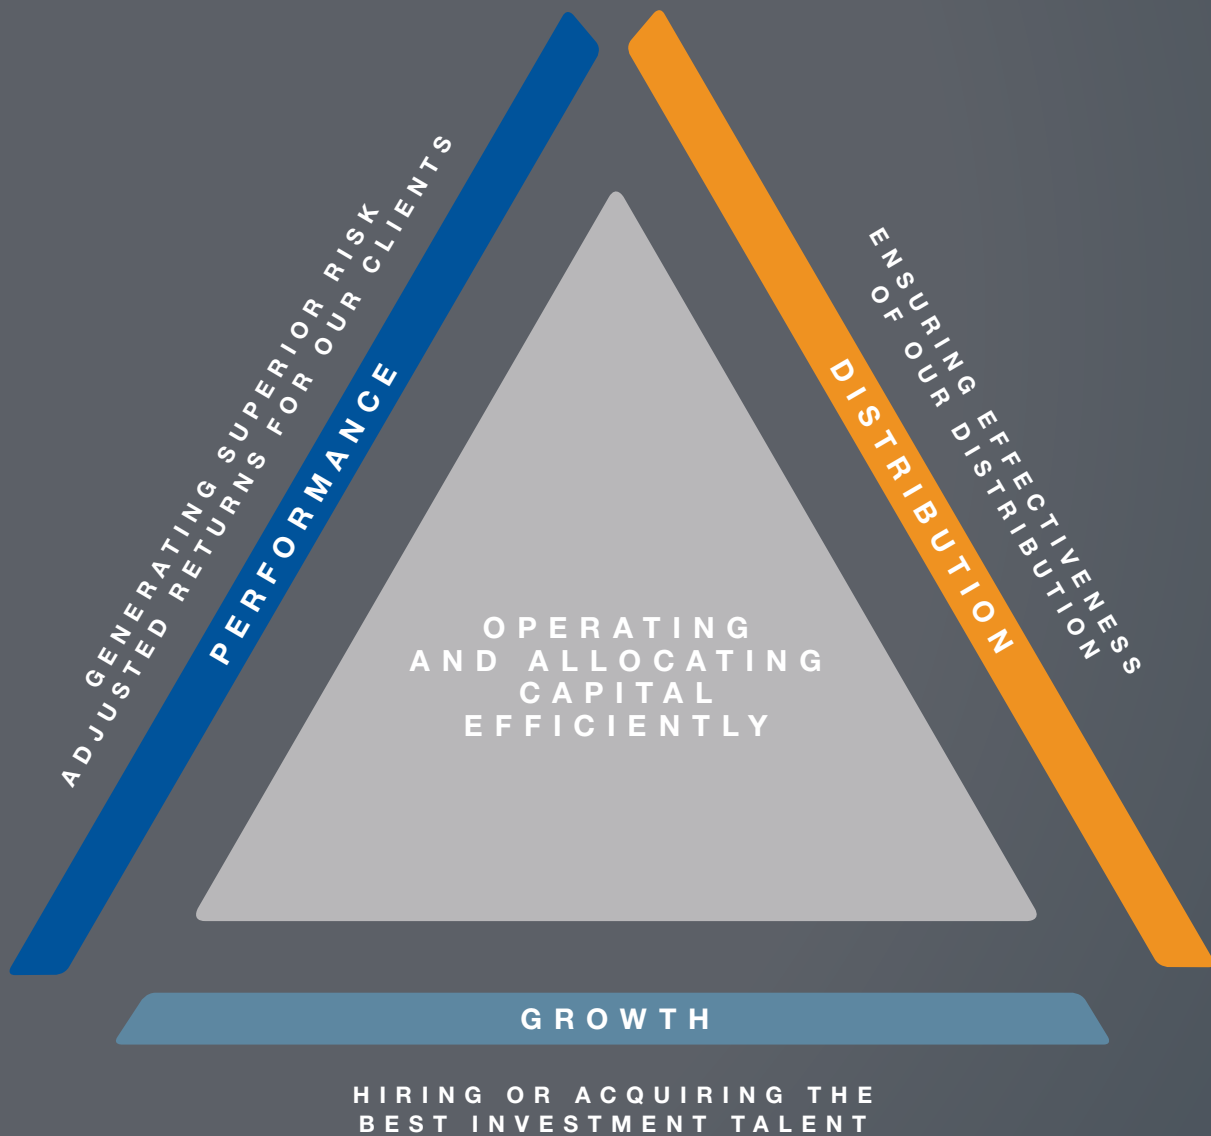 GENERATING SUPERIOR RISK
ADJUSTED RETURNS FOR OUR CLIENTS
PERFORMANCE
ENSURING EFFECTIVENESS
OF OUR DISTRIBUTION
DISTRIBUTION
OPERATING
AND ALLOCATING
CAPITAL
EFFICIENTLY
GROWTH
HIRING OR ACQUIRING THE
BEST INVESTMENT TALENT